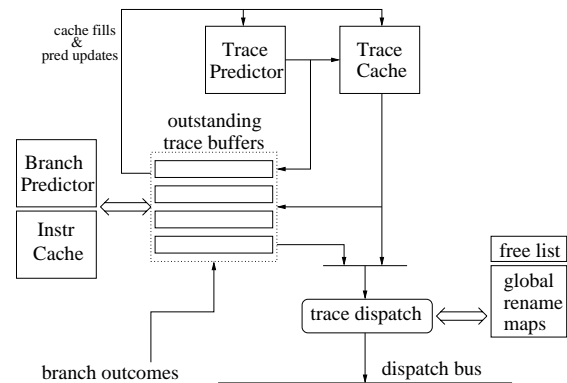 cache fills
&
pred updates
Trace
Predictor
Trace
Cache
outstanding
trace buffers
Branch
Predictor
Instr
Cache
free list
global
rename
maps
trace dispatch
branch outcomes
dispatch bus